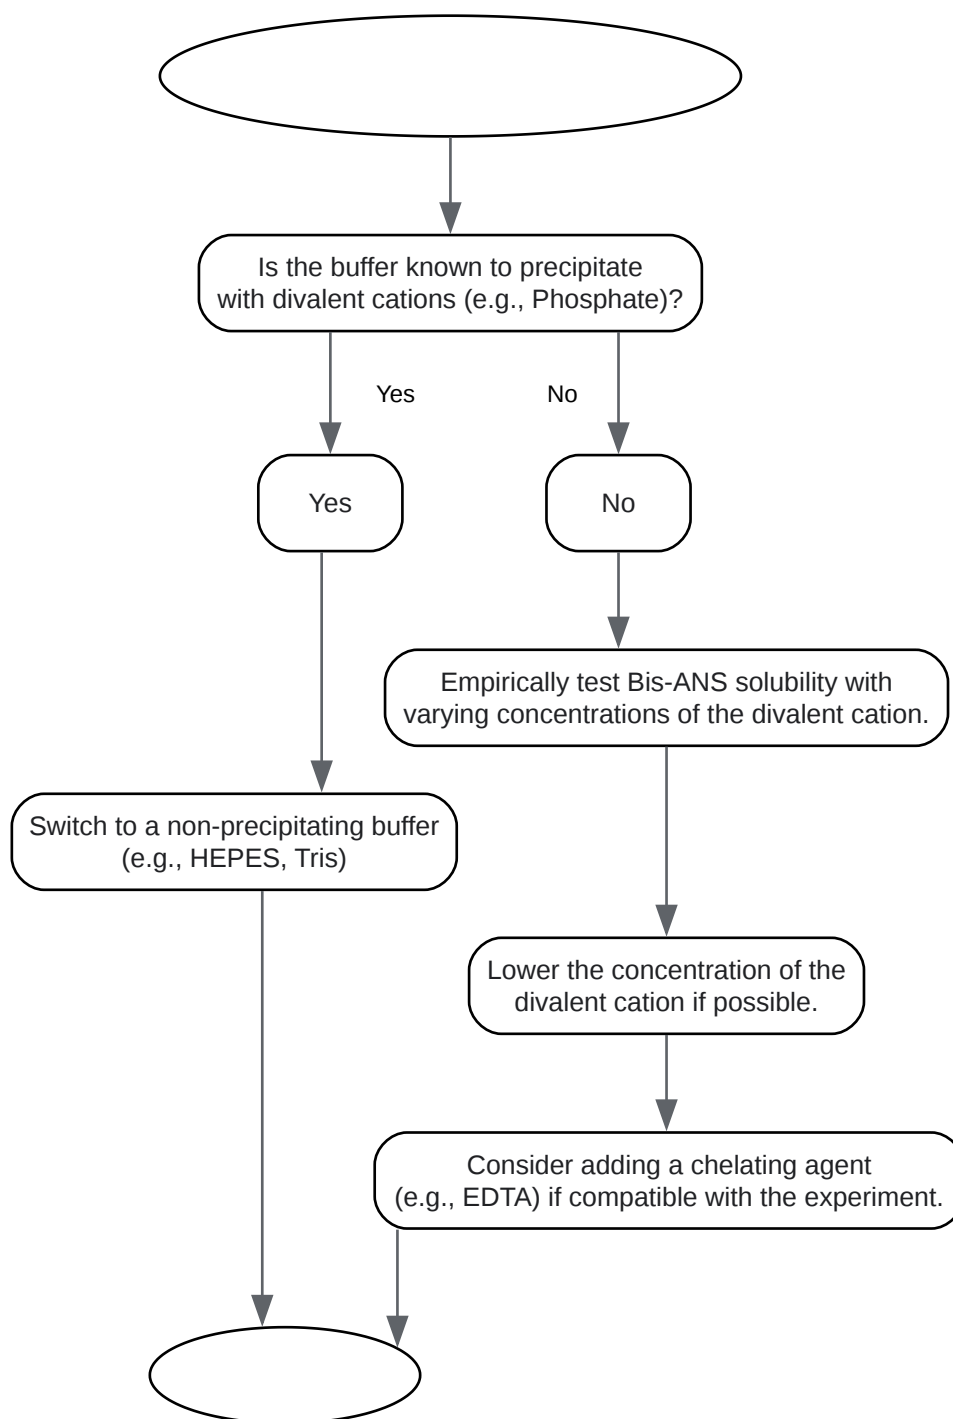 Is the buffer known to precipitate
with divalent cations (e.g., Phosphate)?
Yes
No
Yes
No
Empirically test Bis-ANS solubility with
varying concentrations of the divalent cation.
Switch to a non-precipitating buffer
(e.g., HEPES, Tris)
Lower the concentration of the
divalent cation if possible.
Consider adding a chelating agent
(e.g., EDTA) if compatible with the experiment.